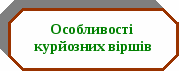 Особливості
курйозних віршів